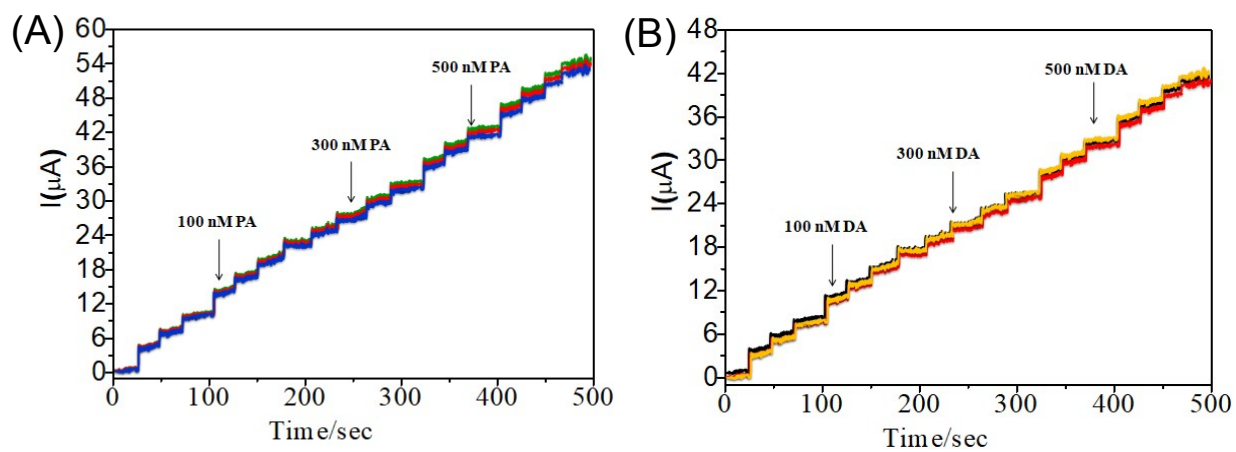 (A)
60
54
48
42
36
30
24
18
12
6
0
I(μA)
500 nM PA
300 nM PA
100 nM PA
0 100 200 300 400 500
Time/sec
(B)
48
42
36
30
24
18
12
6
0
I(μA)
500 nM DA
300 nM DA
100 nM DA
0 100 200 300 400 500
Time/sec